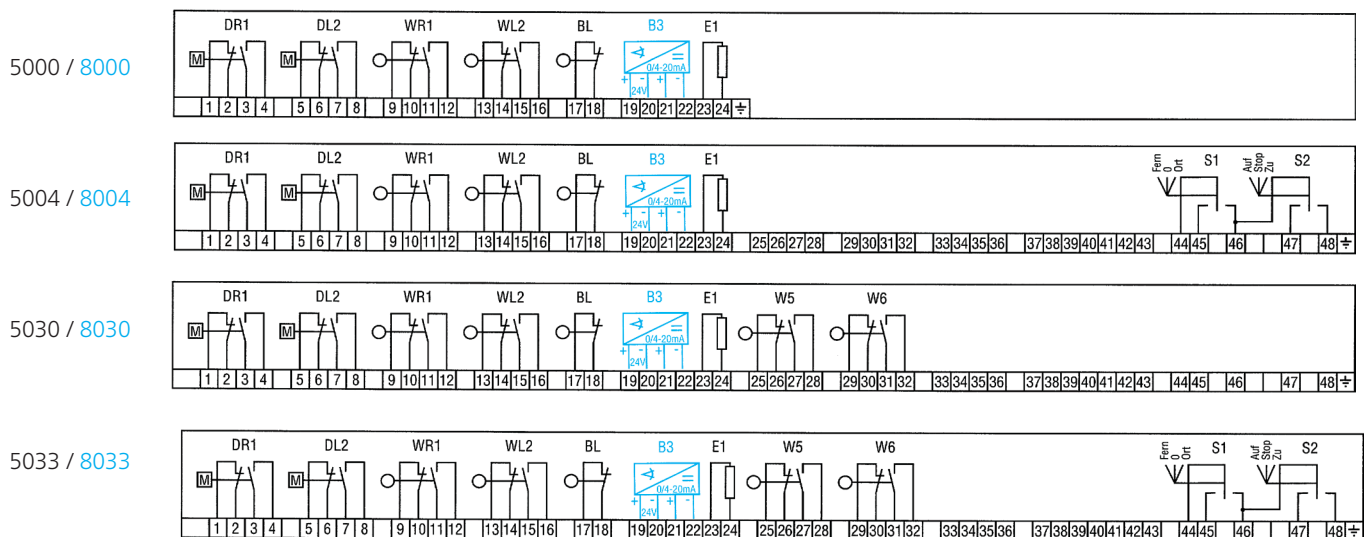 5000 / 8000
DR1 DL2 WR1 WL2 BL B3 E1
M M 0/4-20mA
+ - + -
24V
1 2 3 4 5 6 7 8 9 10 11 12 13 14 15 16 17 18 19 20 21 22 23 24
5004 / 8004
DR1 DL2 WR1 WL2 BL B3 E1 Fern 0 Ort S1 Auf Stop Zu S2
M M 0/4-20mA
+ - + -
24V
1 2 3 4 5 6 7 8 9 10 11 12 13 14 15 16 17 18 19 20 21 22 23 24 25 26 27 28 29 30 31 32 33 34 35 36 37 38 39 40 41 42 43 44 45 46 47 48
5030 / 8030
DR1 DL2 WR1 WL2 BL B3 E1 W5 W6
M M 0/4-20mA
+ - + -
24V
1 2 3 4 5 6 7 8 9 10 11 12 13 14 15 16 17 18 19 20 21 22 23 24 25 26 27 28 29 30 31 32 33 34 35 36 37 38 39 40 41 42 43 44 45 46 47 48
5033 / 8033
DR1 DL2 WR1 WL2 BL B3 E1 W5 W6 Fern 0 Ort S1 Auf Stop Zu S2
M M 0/4-20mA
+ - + -
24V
1 2 3 4 5 6 7 8 9 10 11 12 13 14 15 16 17 18 19 20 21 22 23 24 25 26 27 28 29 30 31 32 33 34 35 36 37 38 39 40 41 42 43 44 45 46 47 48